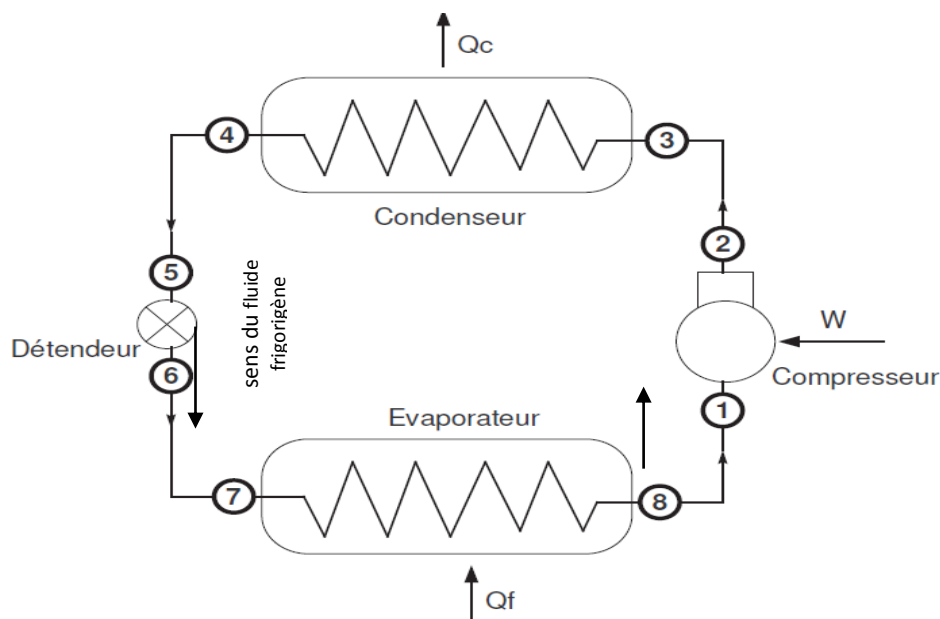 Qc
4
3
Condenseur
2
5
sens du fluide
frigorigène
W
Détendeur
Compresseur
6
1
Evaporateur
7
8
Qf